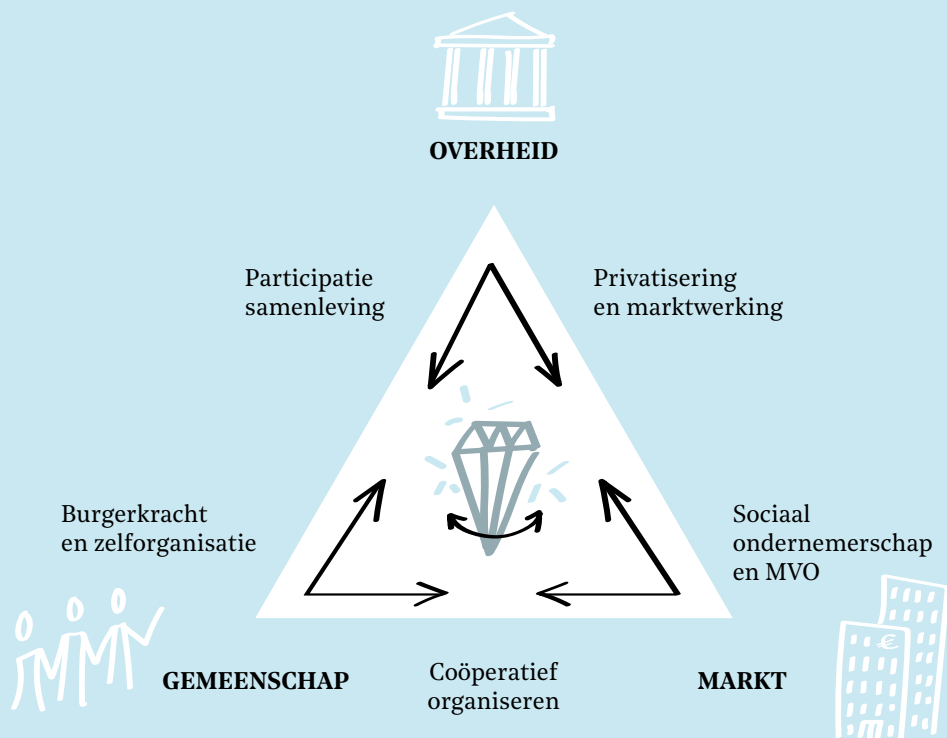 OVERHEID
Participatie
samenleving
Privatisering
en marktwerking
Burgerkracht
en zelforganisatie
Sociaal
ondernemerschap
en MVO
€
GEMEENSCHAP
Coöperatief
organiseren
MARKT